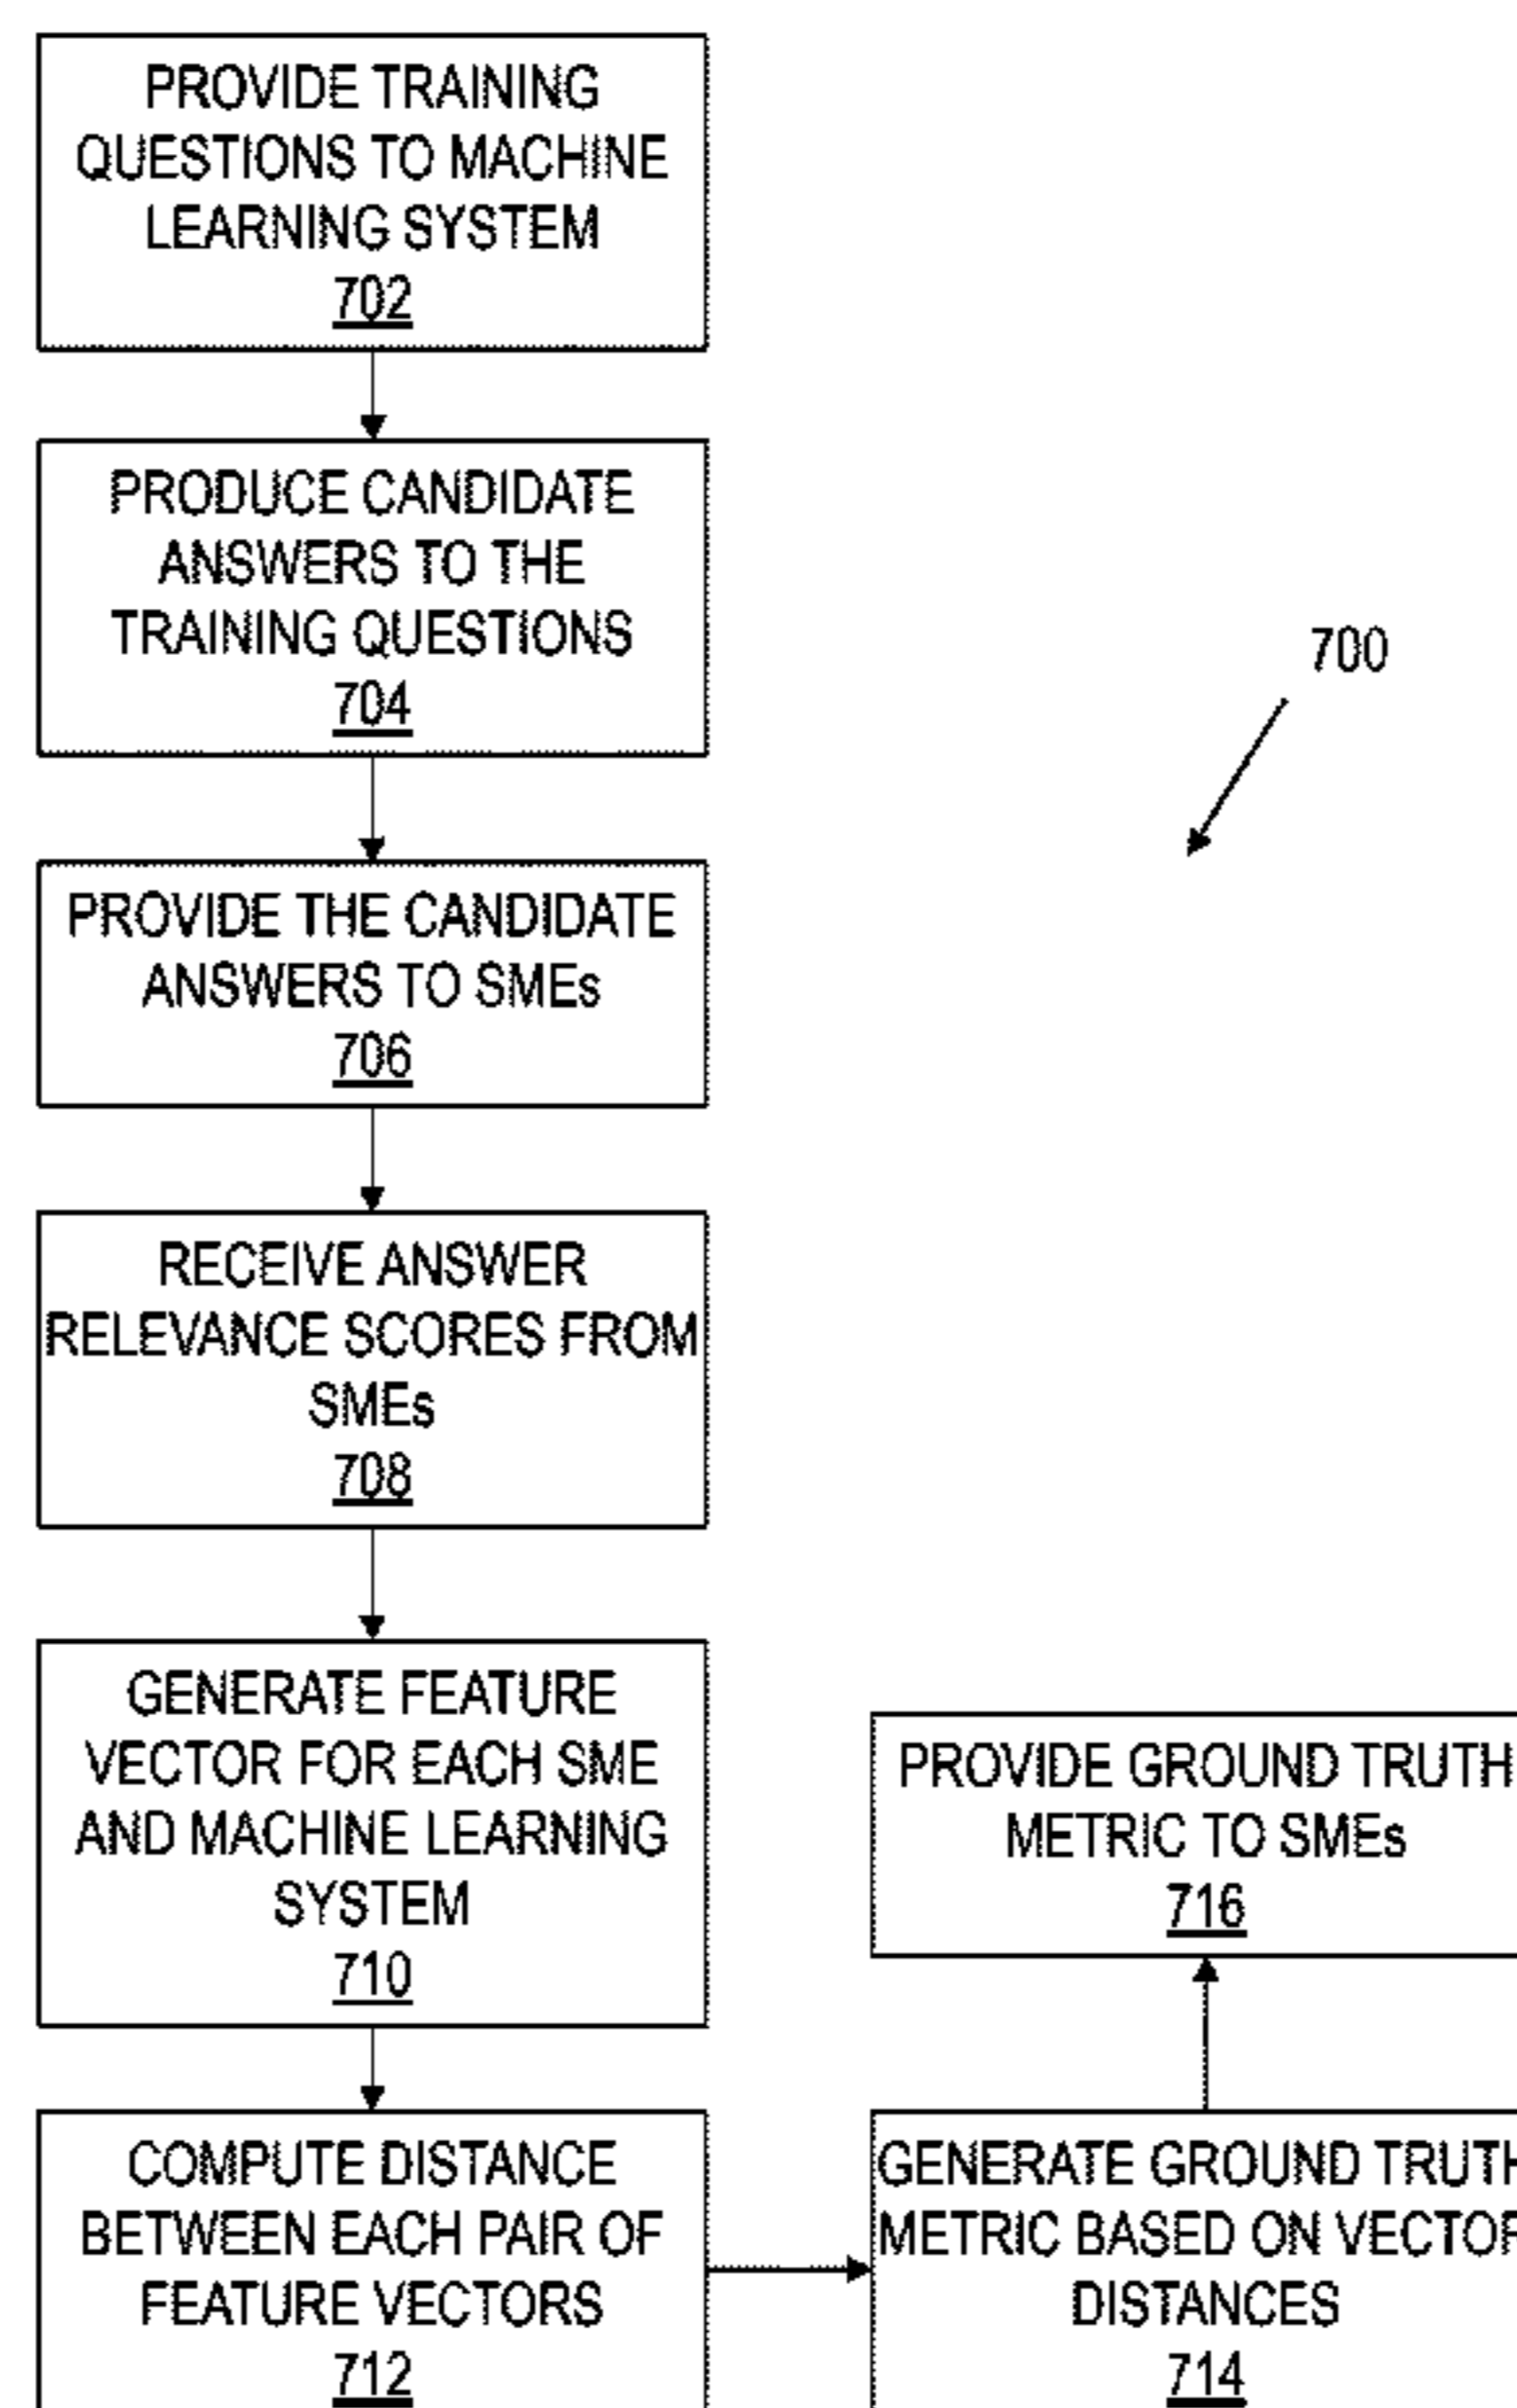 PROVIDE TRAINING
QUESTIONS TO MACHINE
LEARNING SYSTEM
702
PRODUCE CANDIDATE
ANSWERS TO THE
TRAINING QUESTIONS
704
700
PROVIDE THE CANDIDATE
ANSWERS TO SMEs
706
RECEIVE ANSWER
RELEVANCE SCORES FROM
SMEs
708
GENERATE FEATURE
VECTOR FOR EACH SME
AND MACHINE LEARNING
SYSTEM
710
COMPUTE DISTANCE
BETWEEN EACH PAIR OF
FEATURE VECTORS
712
GENERATE GROUND TRUTH
METRIC BASED ON VECTOR
DISTANCES
714
PROVIDE GROUND TRUTH
METRIC TO SMEs
716